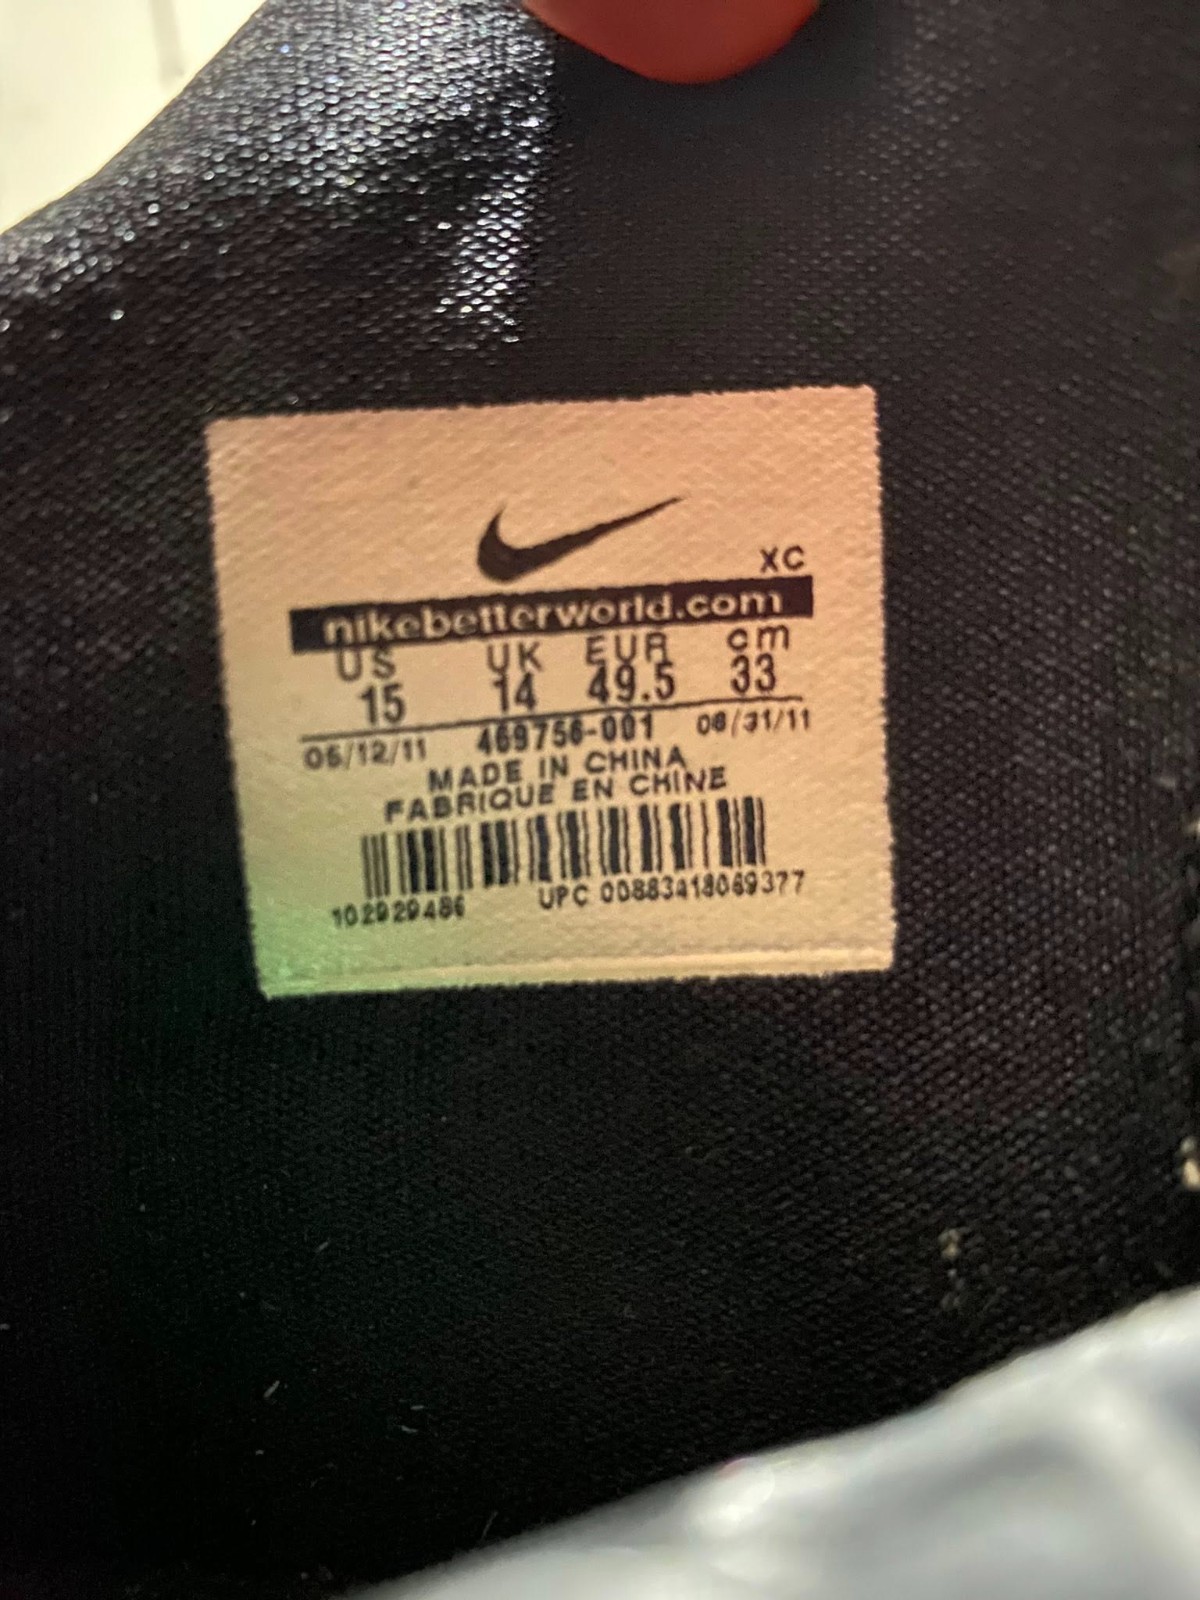 XC
nikebetterworld.com
US UK EUR cm
15 14 49.5 33
05/12/11 469756-001 08/31/11
MADE IN CHINA
FABRIQUE EN CHINE
102929486 UPC 00883418069377